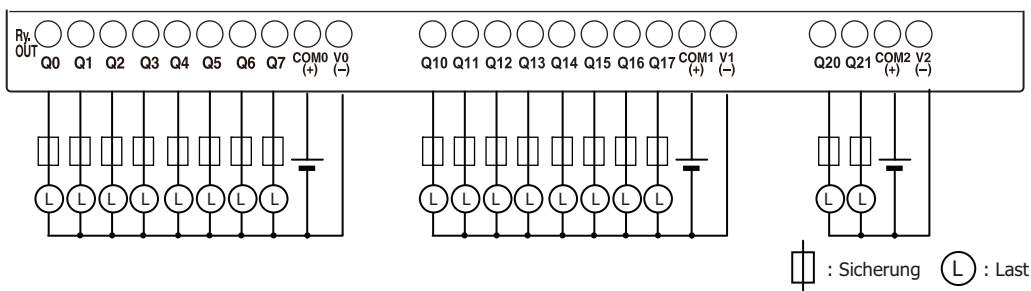 Ry.
OUT
Q0 Q1 Q2 Q3 Q4 Q5 Q6 Q7 COM0 (+) V0 (–)
Q10 Q11 Q12 Q13 Q14 Q15 Q16 Q17 COM1 (+) V1 (–)
Q20 Q21 COM2 (+) V2 (–)
L L L L L L L L
L L L L L L L L
L L
: Sicherung
L : Last